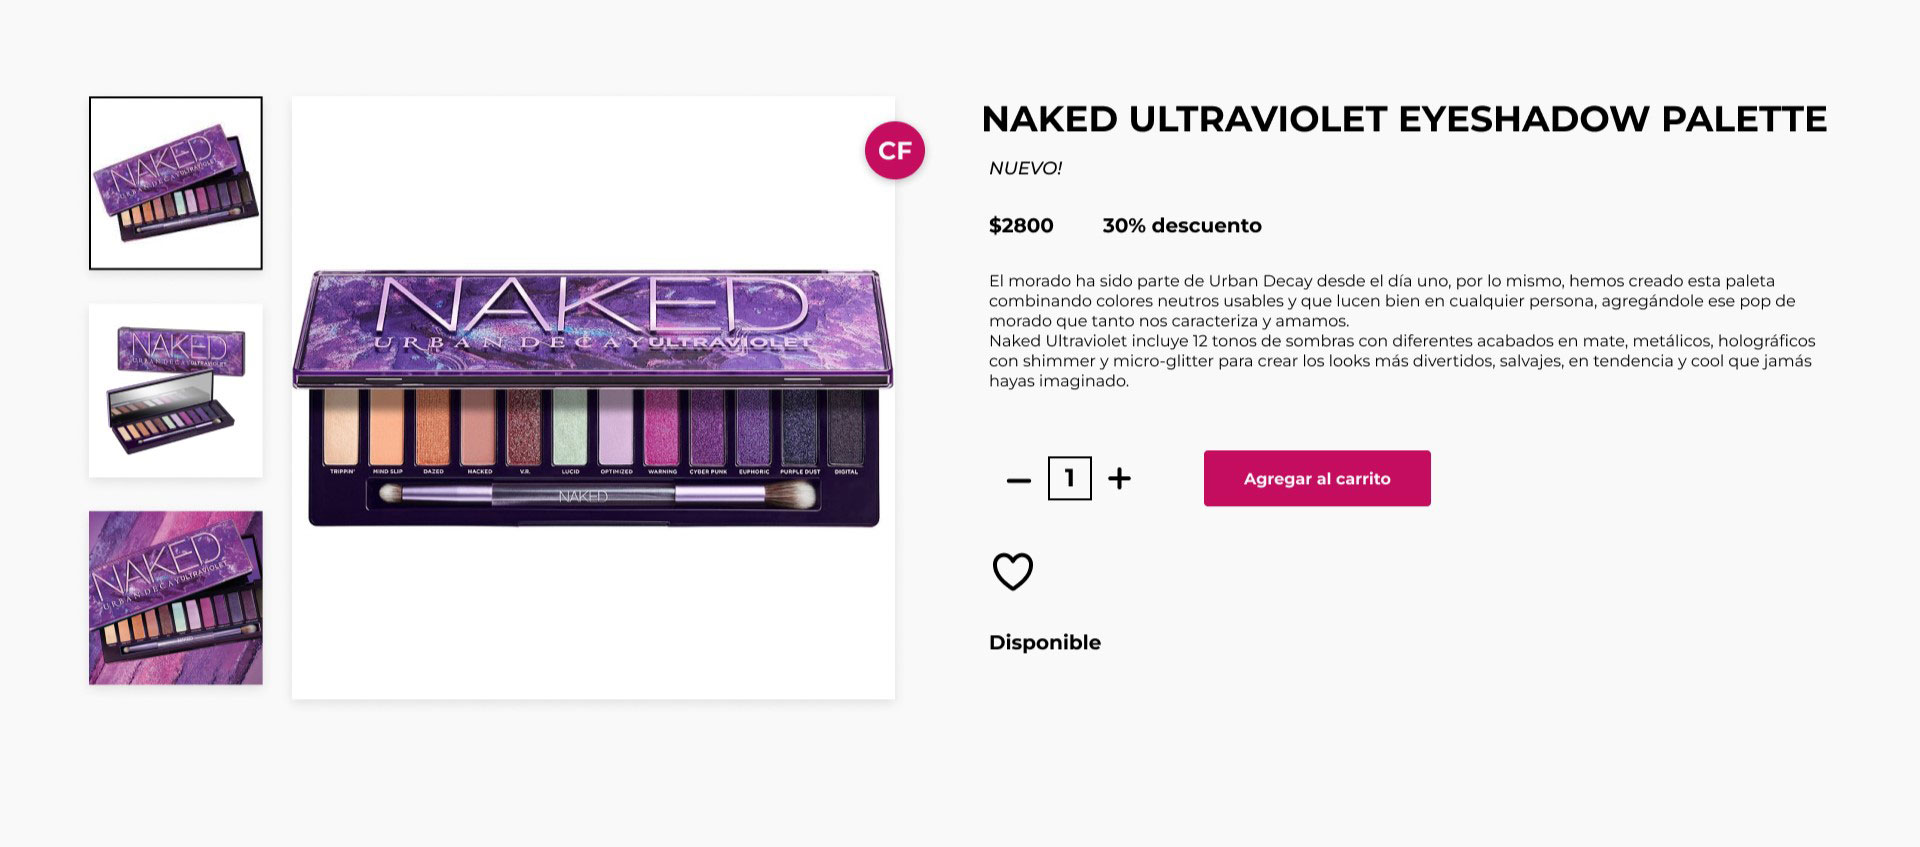 NAKED
URBAN DECAY ULTRAVIOLET
NAKED
URBAN DECAY ULTRAVIOLET
NAKED
URBAN DECAY ULTRAVIOLET
CF
NAKED
URBAN DECAY ULTRAVIOLET
TRIPPIN' MIND SLIP DAZED HACKED V.R. LUCID OPTIMIZED WARNING CYBER PUNK EUPHORIC PURPLE DUST DIGITAL
NAKED
NAKED ULTRAVIOLET EYESHADOW PALETTE
NUEVO!
$2800 30% descuento
El morado ha sido parte de Urban Decay desde el día uno, por lo mismo, hemos creado esta paleta
combinando colores neutros usables y que lucen bien en cualquier persona, agregándole ese pop de
morado que tanto nos caracteriza y amamos.
Naked Ultraviolet incluye 12 tonos de sombras con diferentes acabados en mate, metálicos, holográficos
con shimmer y micro-glitter para crear los looks más divertidos, salvajes, en tendencia y cool que jamás
hayas imaginado.
1
Agregar al carrito
Disponible